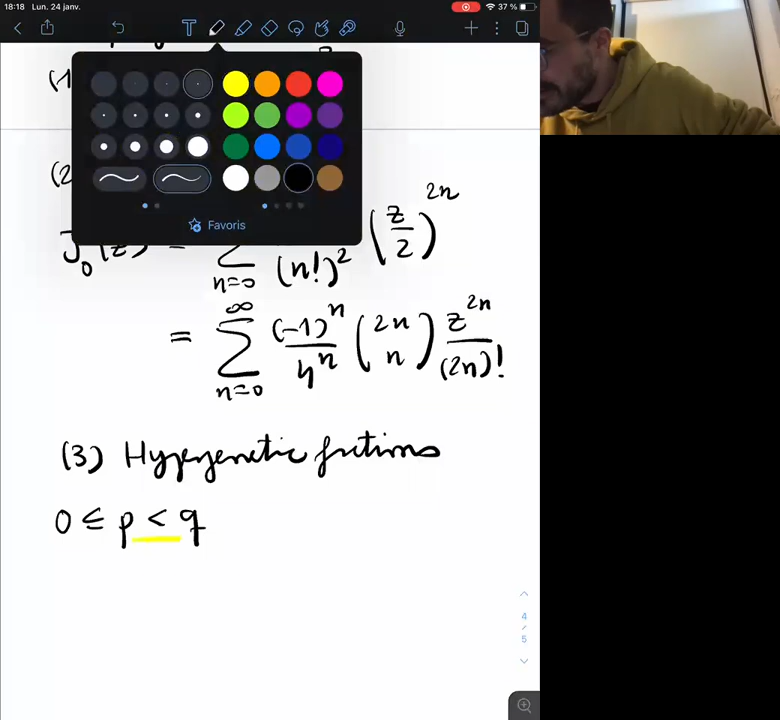 18:18 Lun. 24 janv. 37 %
T
(1
(2
Favoris
J₀(z) = ∑ n=0 (n!)² (z/2)^2n
= ∑ n=0 ∞ (-1)^n / 4^n (2n n) z^2n / (2n)!
(3) Hypergeometric functions
0 ≤ p < q
4
5